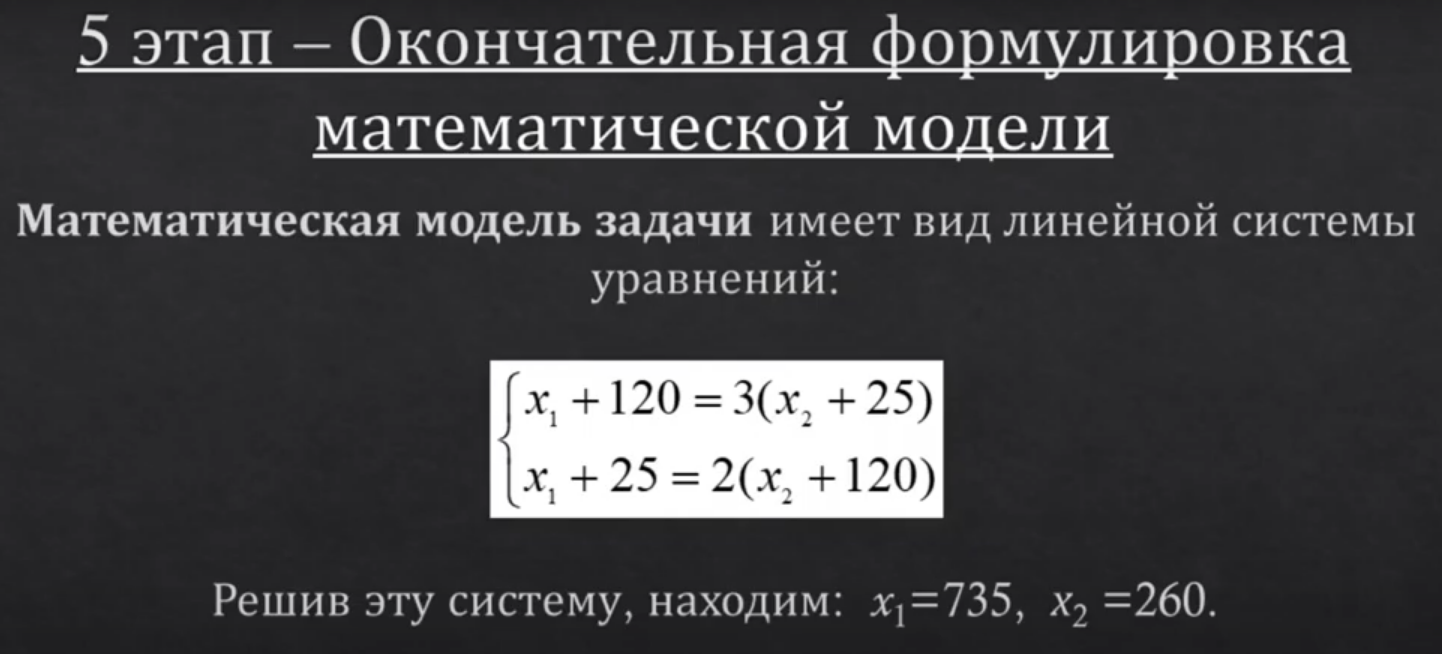 5 этап – Окончательная формулировка
математической модели
Математическая модель задачи имеет вид линейной системы
уравнений:
x₁ + 120 = 3(x₂ + 25)
x₁ + 25 = 2(x₂ + 120)
Решив эту систему, находим: x₁=735, x₂ =260.